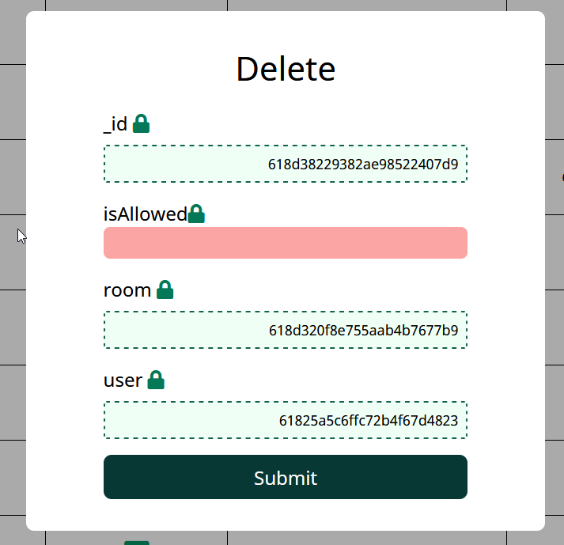 Delete
_id
618d38229382ae98522407d9
isAllowed
room
618d320f8e755aab4b7677b9
user
61825a5c6ffc72b4f67d4823
Submit